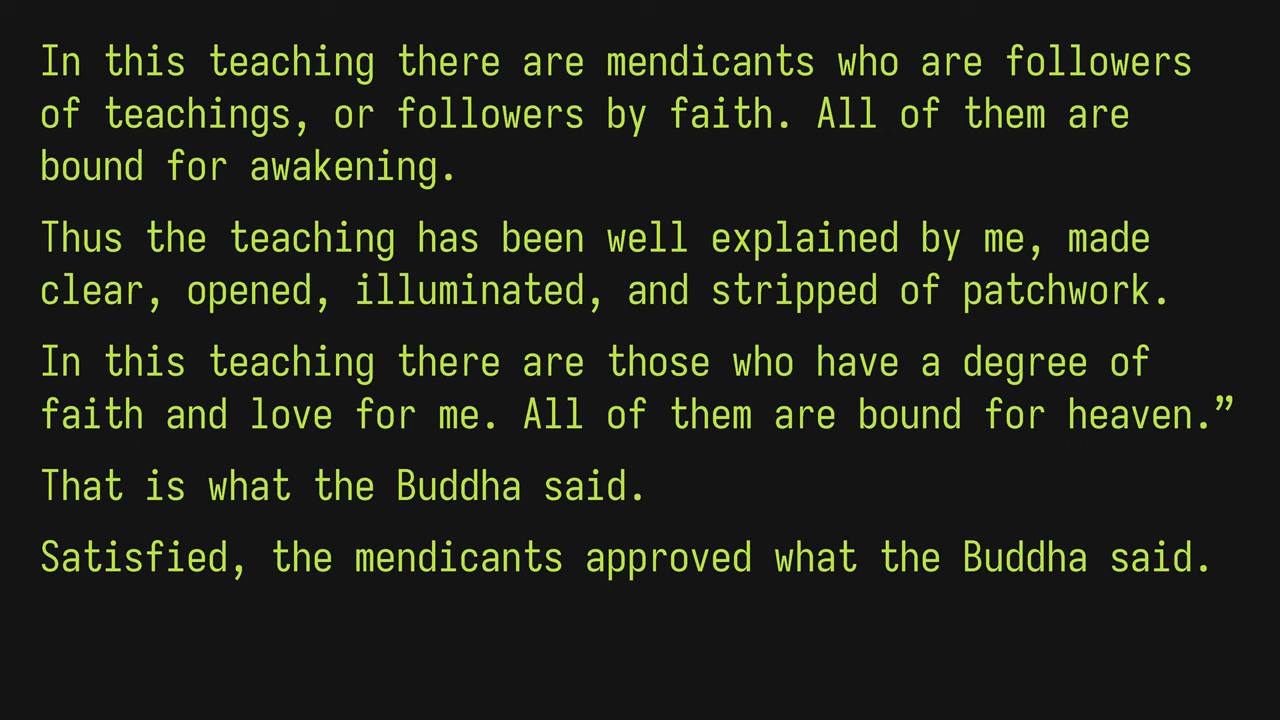 In this teaching there are mendicants who are followers
of teachings, or followers by faith. All of them are
bound for awakening.
Thus the teaching has been well explained by me, made
clear, opened, illuminated, and stripped of patchwork.
In this teaching there are those who have a degree of
faith and love for me. All of them are bound for heaven.”
That is what the Buddha said.
Satisfied, the mendicants approved what the Buddha said.